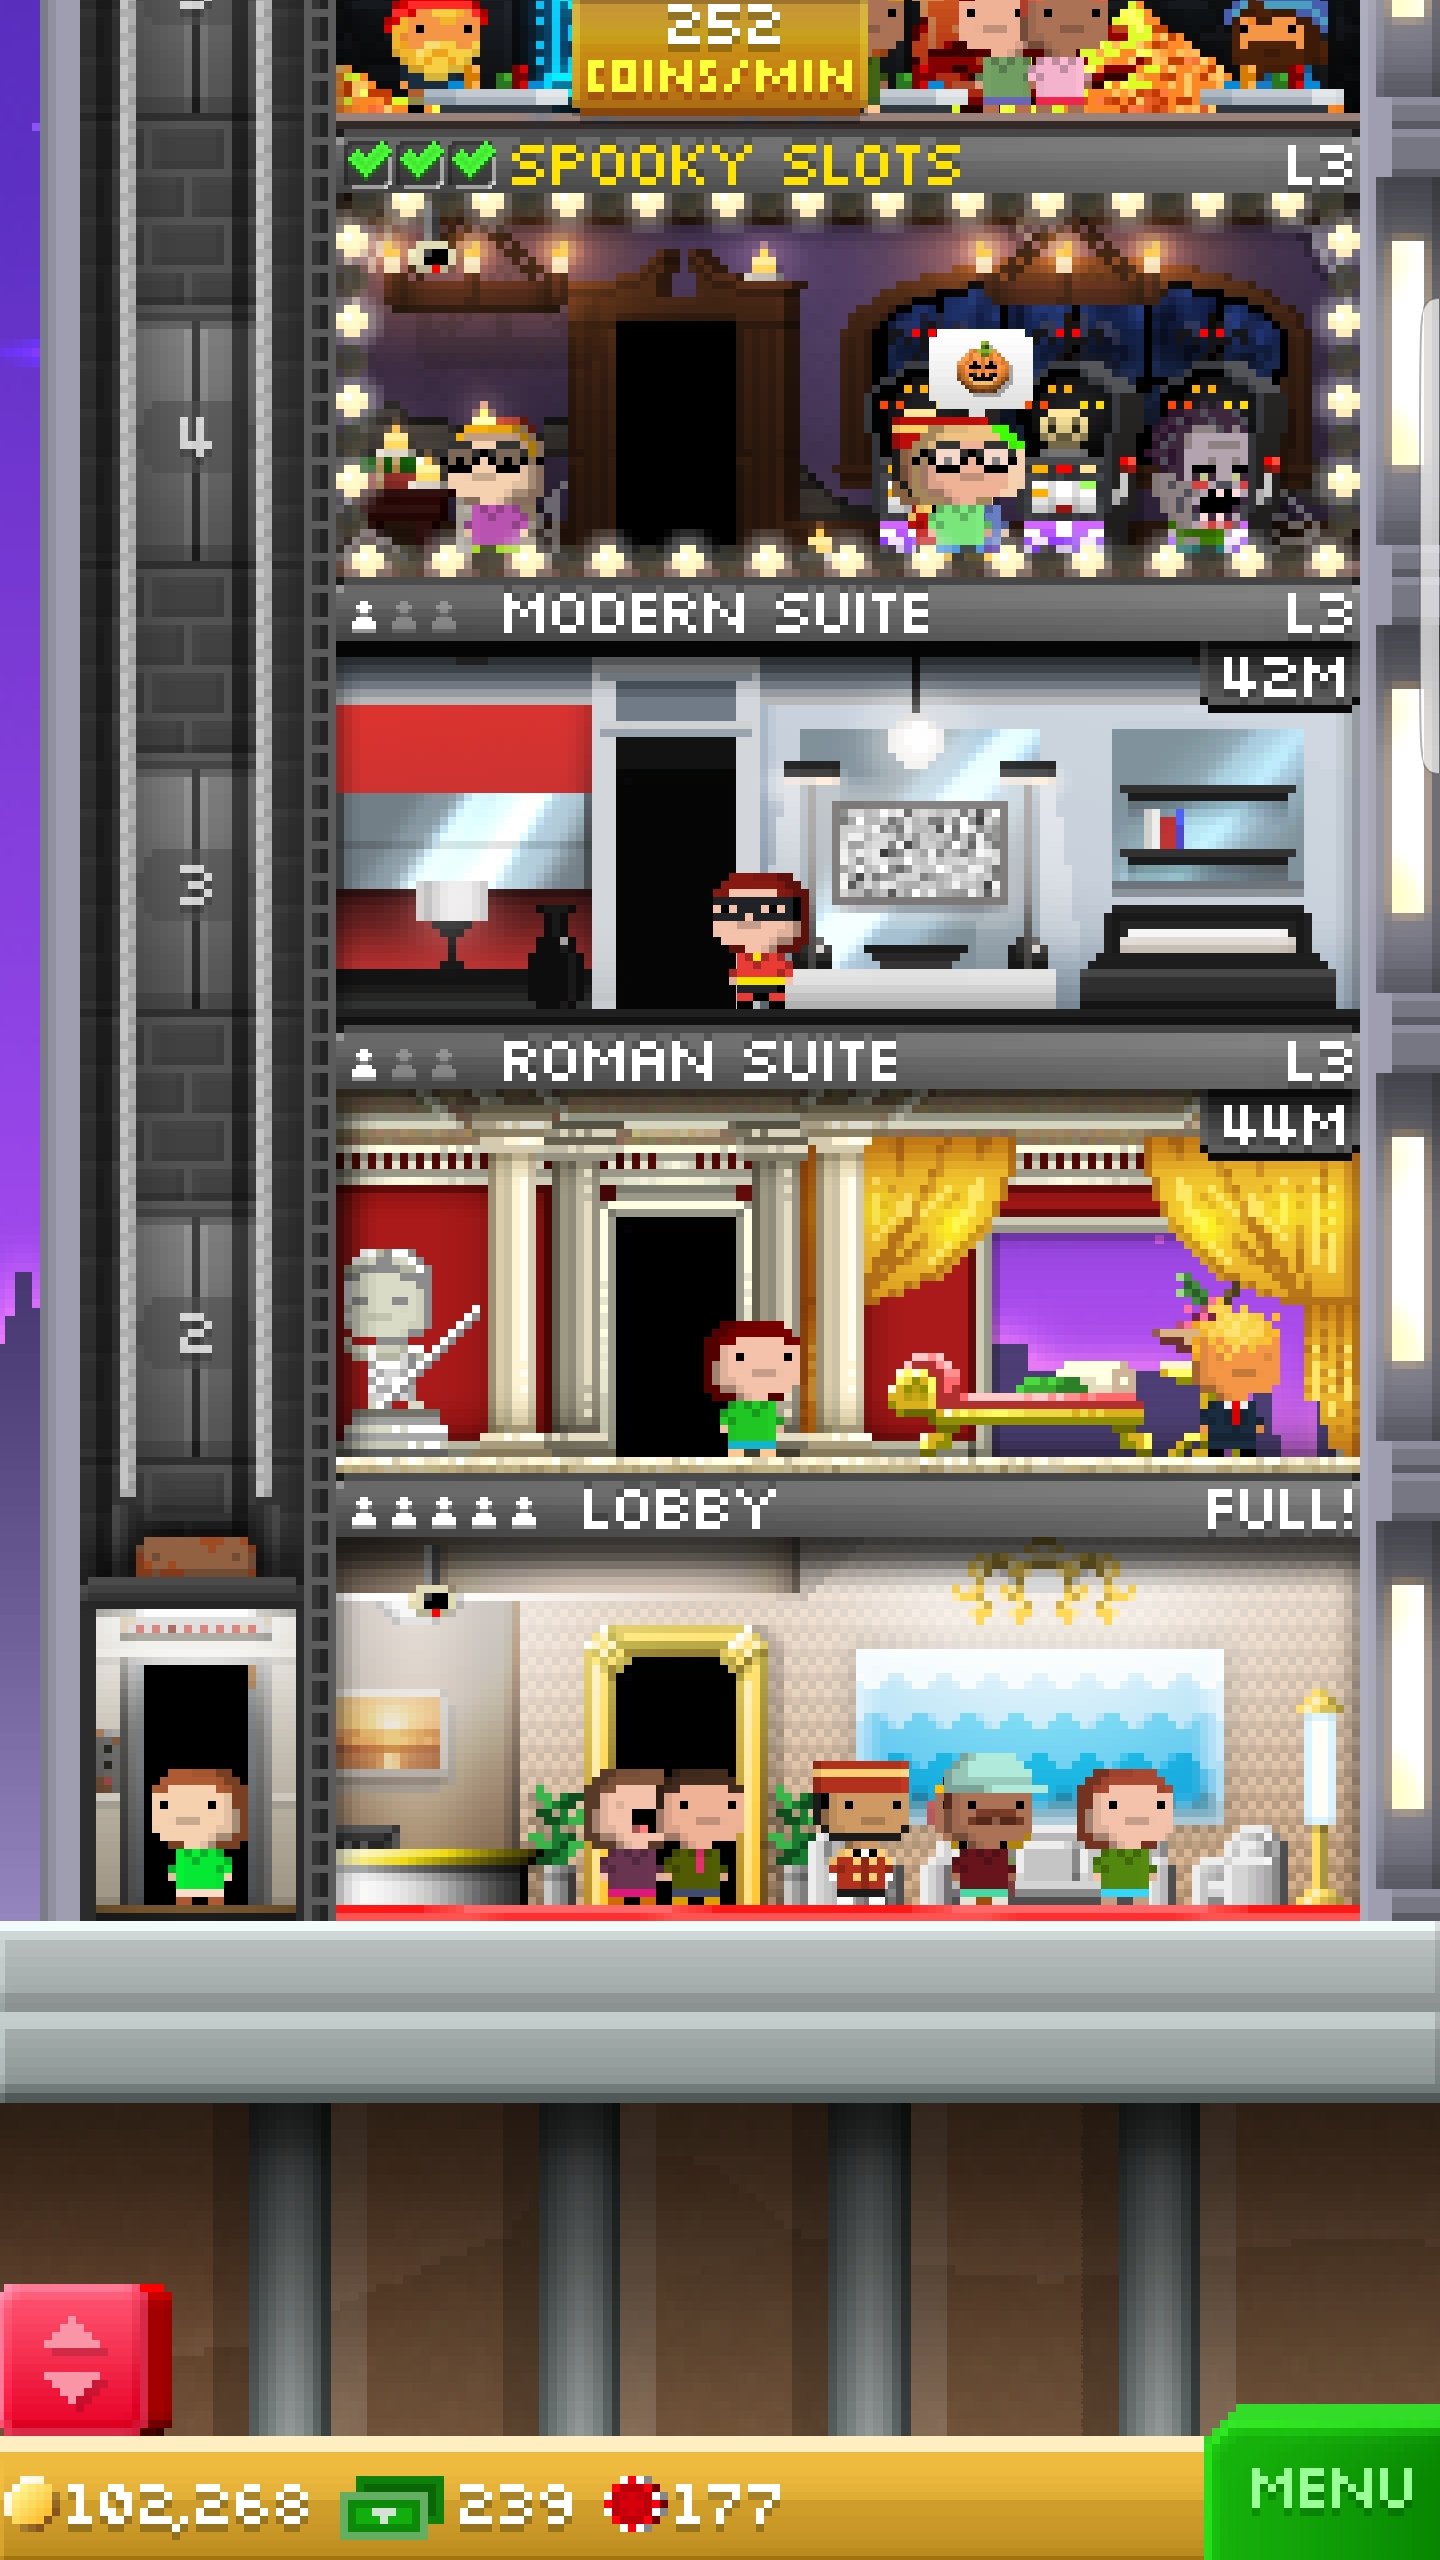 252
COINS/MIN
SPOOKY SLOTS L3
4
MODERN SUITE L3
42M
3
ROMAN SUITE L3
44M
2
LOBBY FULL!
MENU
102,268 239 177